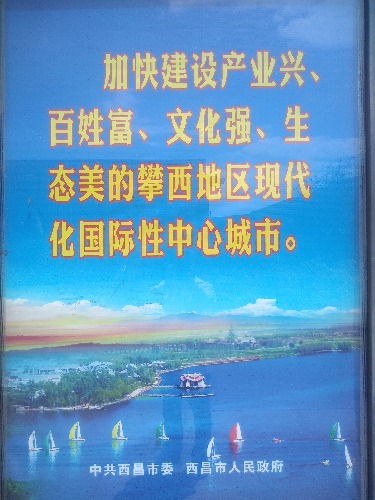 加快建设产业兴、
百姓富、文化强、生
态美的攀西地区现代
化国际性中心城市。
中共西昌市委 西昌市人民政府